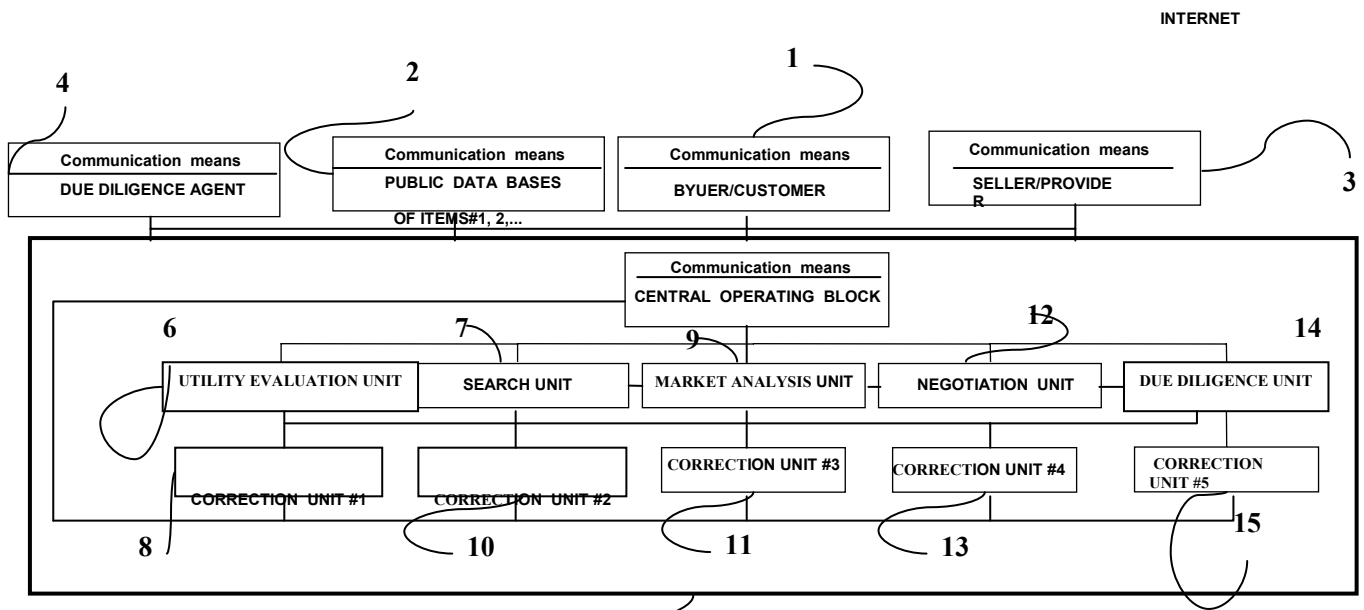 INTERNET
1
2
4
3
Communication means
DUE DILIGENCE AGENT
Communication means
PUBLIC DATA BASES
OF ITEMS#1, 2,...
Communication means
BYUER/CUSTOMER
Communication means
SELLER/PROVIDE
R
Communication means
CENTRAL OPERATING BLOCK
6
7
9
12
14
UTILITY EVALUATION UNIT
SEARCH UNIT
MARKET ANALYSIS UNIT
NEGOTIATION UNIT
DUE DILIGENCE UNIT
CORRECTION UNIT #1
CORRECTION UNIT #2
CORRECTION UNIT #3
CORRECTION UNIT #4
CORRECTION
UNIT #5
8
10
11
13
15